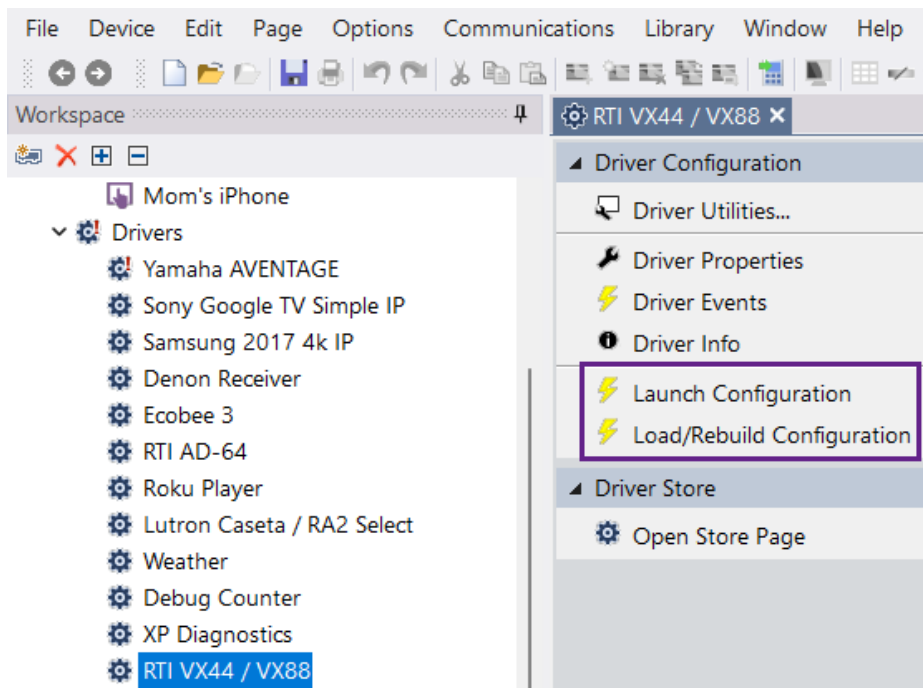 File Device Edit Page Options Communications Library Window Help
Workspace
RTI VX44 / VX88
Mom's iPhone
Drivers
Yamaha AVENTAGE
Sony Google TV Simple IP
Samsung 2017 4k IP
Denon Receiver
Ecobee 3
RTI AD-64
Roku Player
Lutron Caseta / RA2 Select
Weather
Debug Counter
XP Diagnostics
RTI VX44 / VX88
Driver Configuration
Driver Utilities...
Driver Properties
Driver Events
Driver Info
Launch Configuration
Load/Rebuild Configuration
Driver Store
Open Store Page